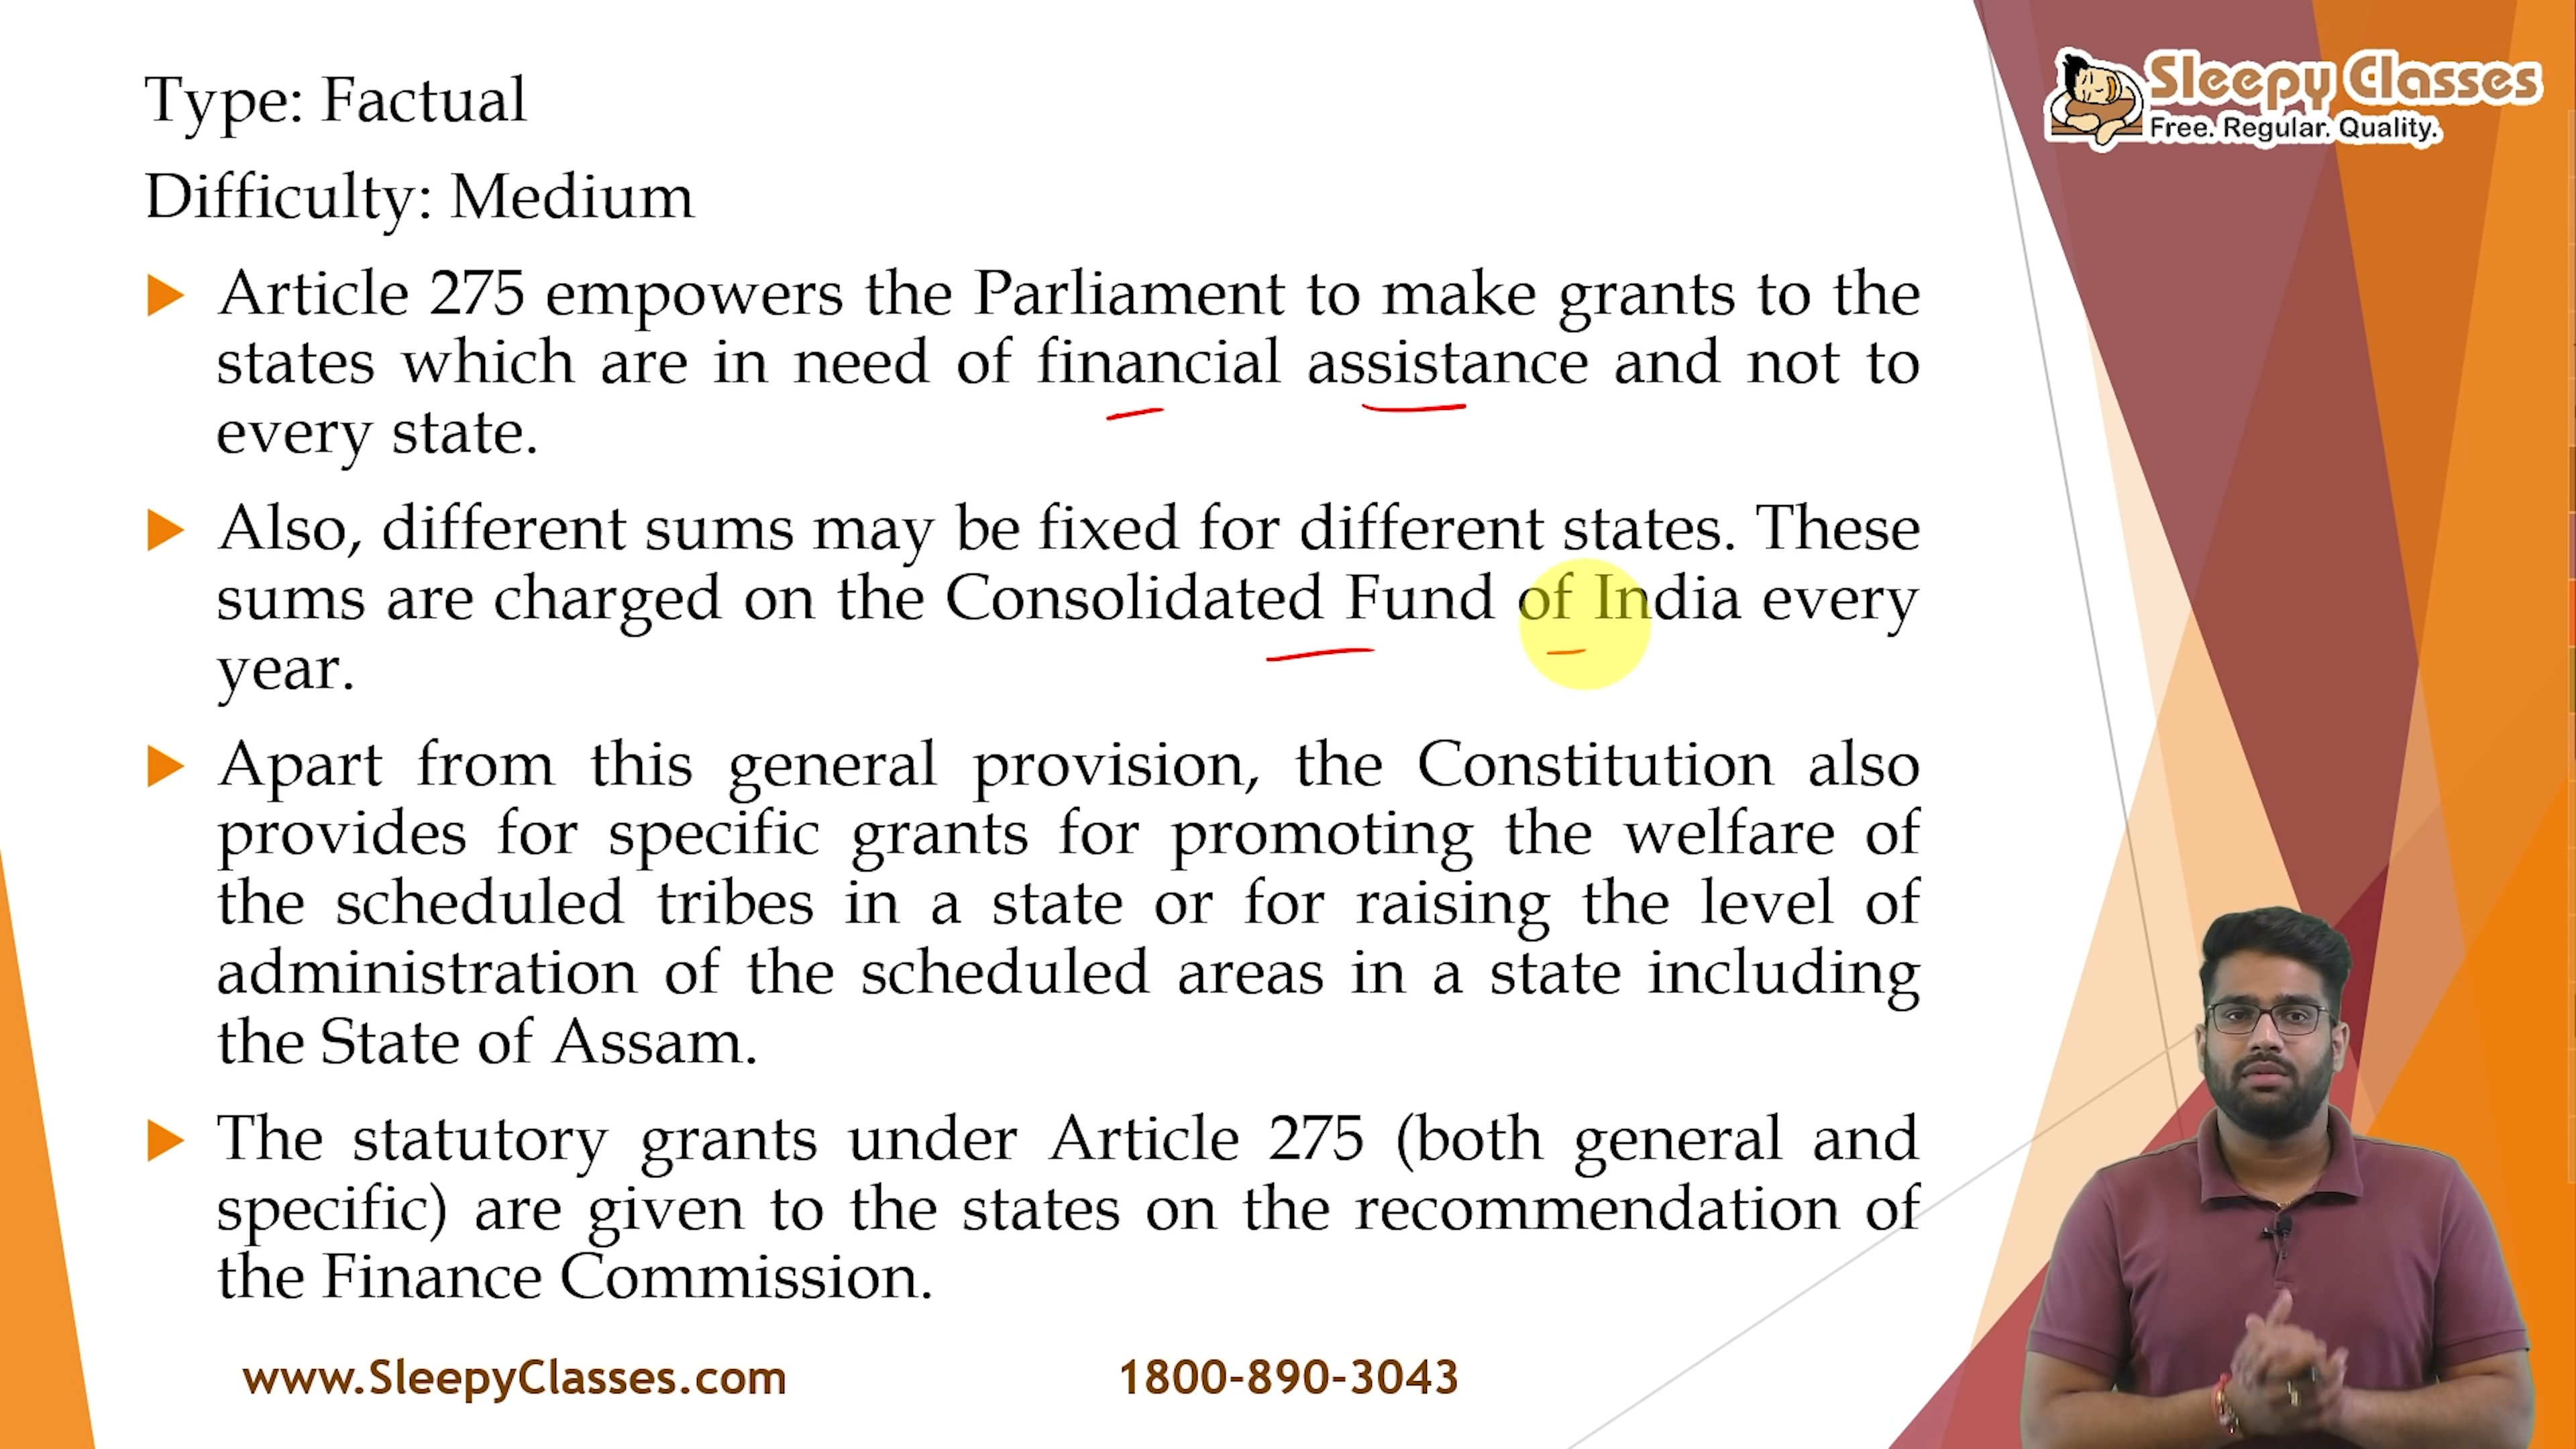 Type: Factual
Sleepy Classes
Free. Regular. Quality.
Difficulty: Medium
Article 275 empowers the Parliament to make grants to the
states which are in need of financial assistance and not to
every state.
Also, different sums may be fixed for different states. These
sums are charged on the Consolidated Fund of India every
year.
Apart from this general provision, the Constitution also
provides for specific grants for promoting the welfare of
the scheduled tribes in a state or for raising the level of
administration of the scheduled areas in a state including
the State of Assam.
The statutory grants under Article 275 (both general and
specific) are given to the states on the recommendation of
the Finance Commission.
www.SleepyClasses.com
1800-890-3043